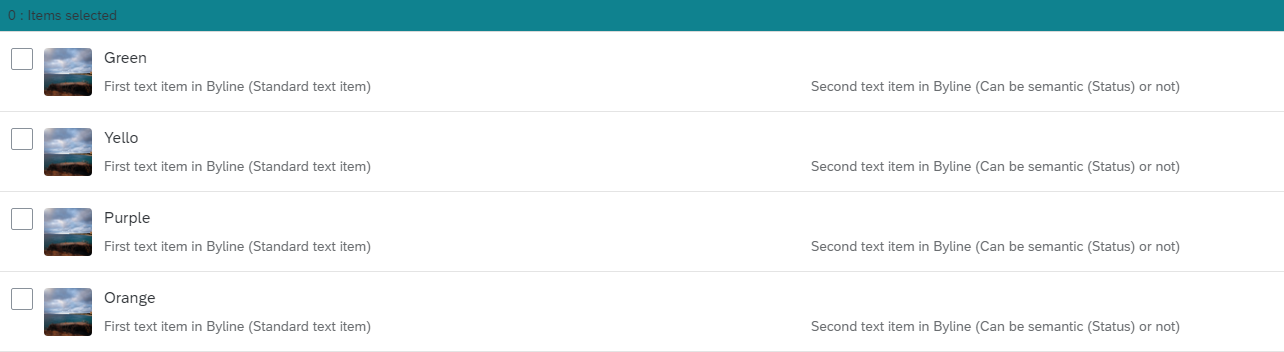 0 : Items selected
Green
First text item in Byline (Standard text item) Second text item in Byline (Can be semantic (Status) or not)
Yello
First text item in Byline (Standard text item) Second text item in Byline (Can be semantic (Status) or not)
Purple
First text item in Byline (Standard text item) Second text item in Byline (Can be semantic (Status) or not)
Orange
First text item in Byline (Standard text item) Second text item in Byline (Can be semantic (Status) or not)